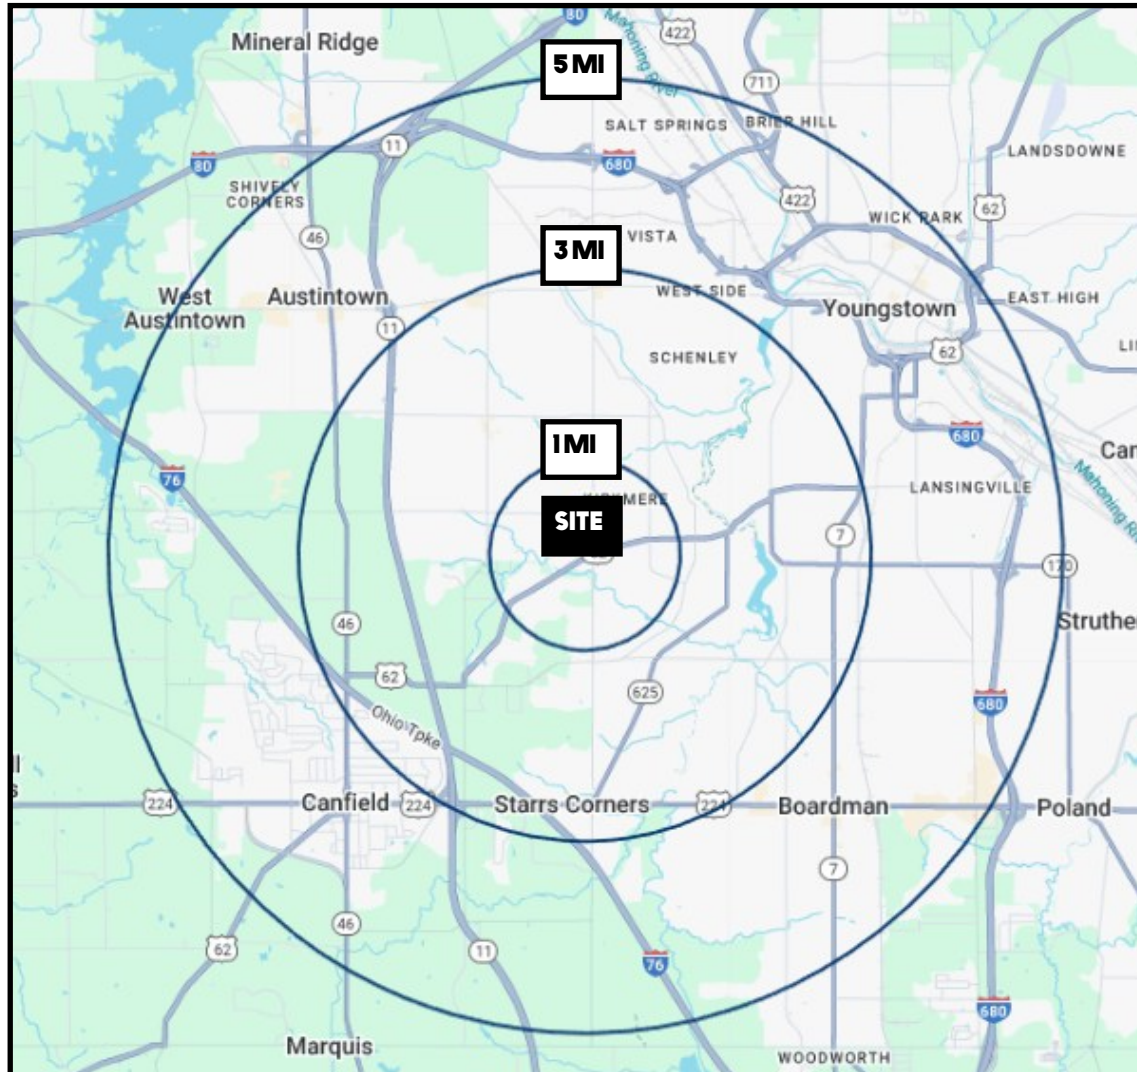 80
Mineral Ridge
422
Mahoning River
5 MI
711
SALT SPRINGS
BRIER HILL
11
LANDSDOWNE
80
680
SHIVELY
CORNERS
422
62
WICK PARK
46
VISTA
3 MI
West
Austintown
Austintown
WEST SIDE
EAST HIGH
Youngstown
11
62
SCHENLEY
1 MI
680
76
LANSINGVILLE
SITE
7
170
46
Struthe
62
625
680
Ohio Tpke
224
Canfield
224
Starrs Corners
224
Boardman
Poland
7
46
62
11
76
680
Marquis
WOODWORTH